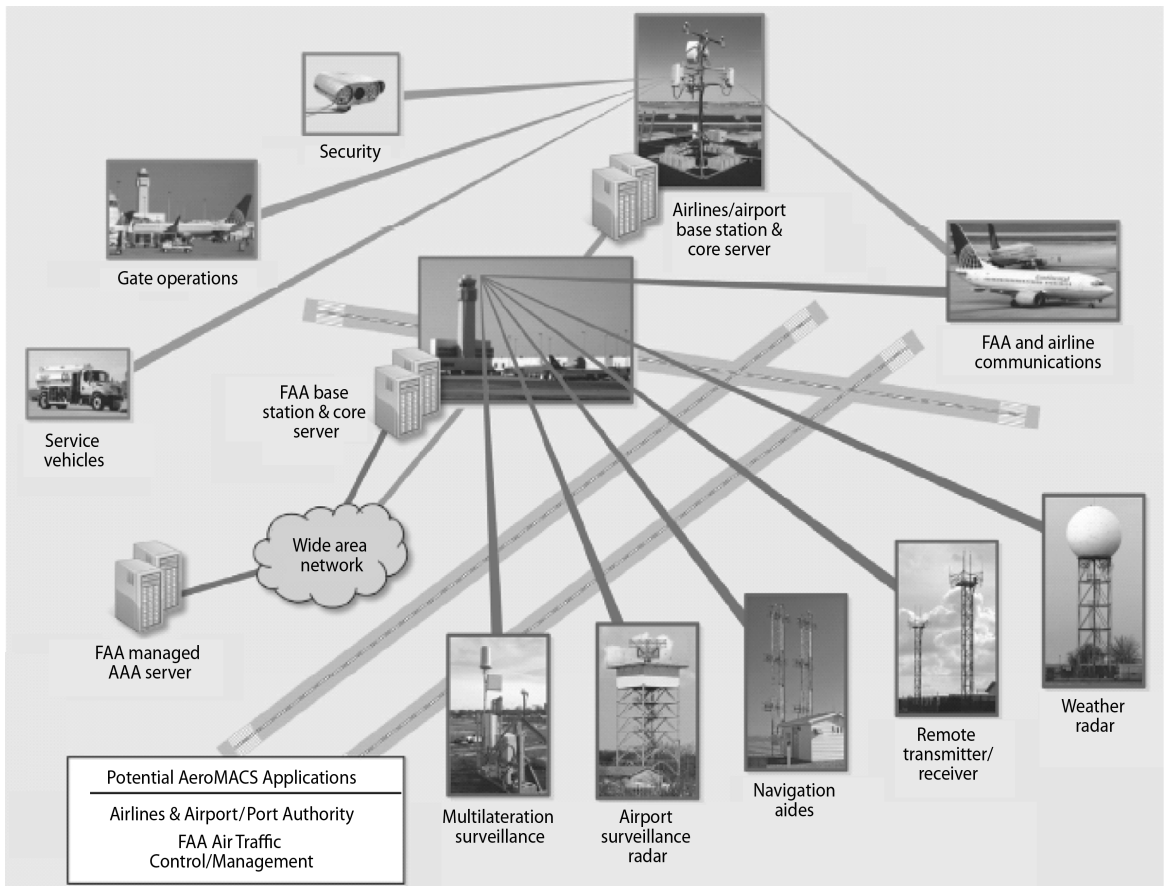 Security
Airlines/airport
base station &
core server
Gate operations
FAA and airline
communications
Continental
FAA base
station & core
server
Service
vehicles
Wide area
network
FAA managed
AAA server
Weather
radar
Remote
transmitter/
receiver
Navigation
aides
Multilateration
surveillance
Airport
surveillance
radar
Potential AeroMACS Applications
Airlines & Airport/Port Authority
FAA Air Traffic
Control/Management